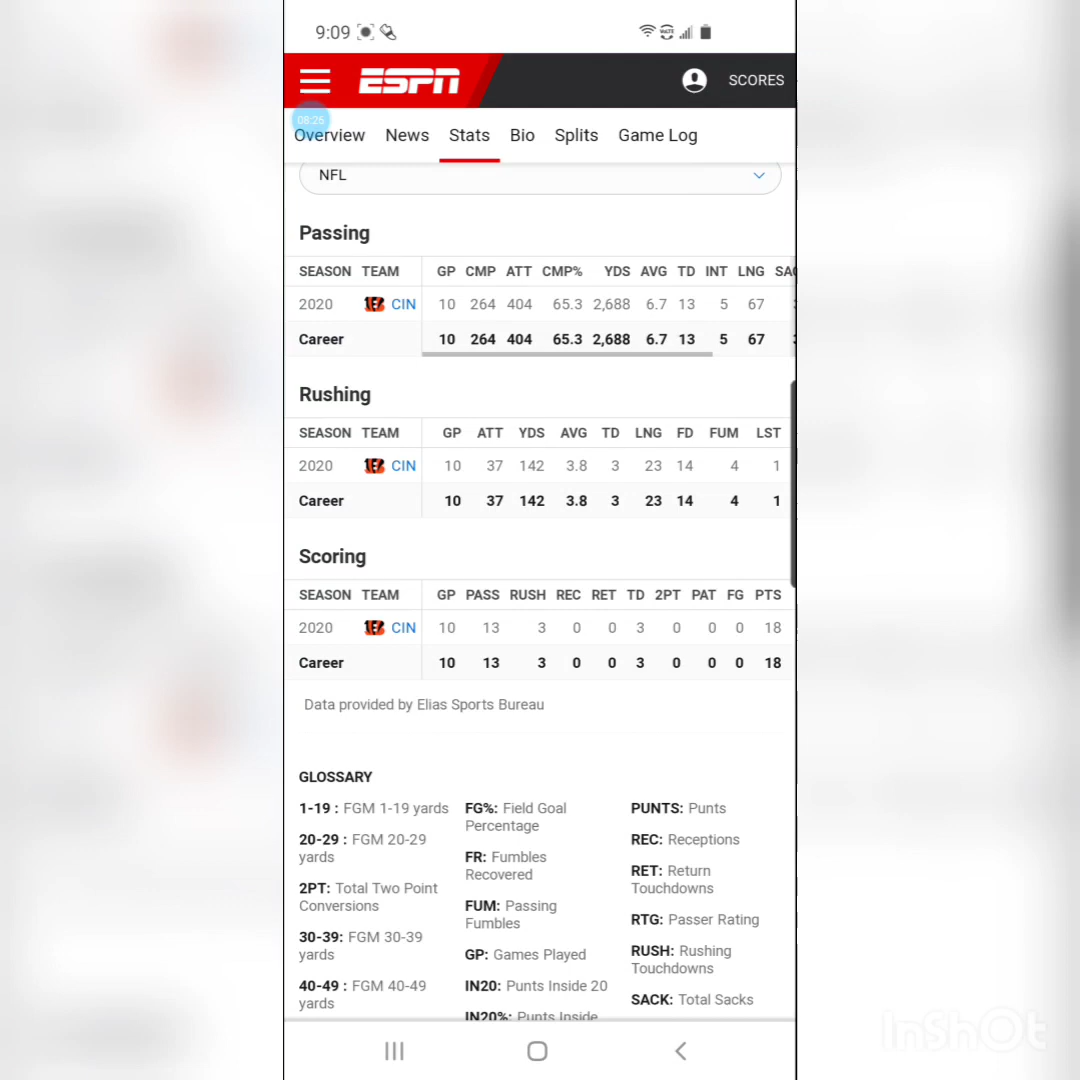 9:09
ESPN SCORES
08:25
Overview News Stats Bio Splits Game Log
NFL
Passing
SEASON TEAM GP CMP ATT CMP% YDS AVG TD INT LNG
2020 CIN 10 264 404 65.3 2,688 6.7 13 5 67
Career 10 264 404 65.3 2,688 6.7 13 5 67
Rushing
SEASON TEAM GP ATT YDS AVG TD LNG FD FUM LST
2020 CIN 10 37 142 3.8 3 23 14 4 1
Career 10 37 142 3.8 3 23 14 4 1
Scoring
SEASON TEAM GP PASS RUSH REC RET TD 2PT PAT FG PTS
2020 CIN 10 13 3 0 0 3 0 0 0 18
Career 10 13 3 0 0 3 0 0 0 18
Data provided by Elias Sports Bureau
GLOSSARY
1-19 : FGM 1-19 yards
20-29 : FGM 20-29
yards
2PT: Total Two Point
Conversions
30-39: FGM 30-39
yards
40-49 : FGM 40-49
yards
FG%: Field Goal
Percentage
FR: Fumbles
Recovered
FUM: Passing
Fumbles
GP: Games Played
IN20: Punts Inside 20
IN20%: Punts Inside
PUNTS: Punts
REC: Receptions
RET: Return
Touchdowns
RTG: Passer Rating
RUSH: Rushing
Touchdowns
SACK: Total Sacks
InShOt